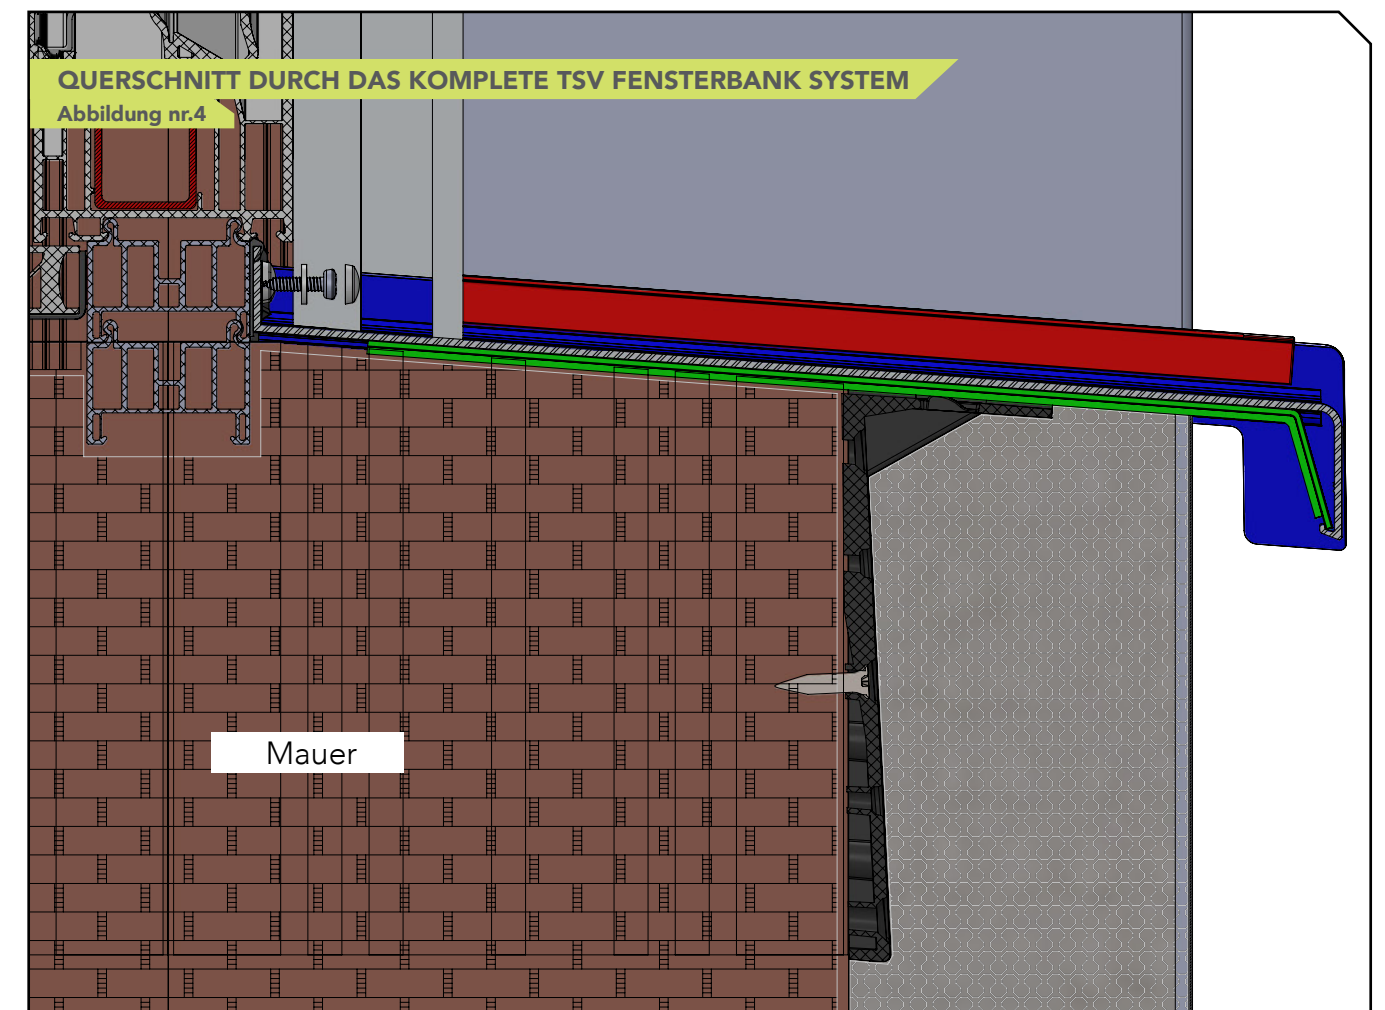 QUERSCHNITT DURCH DAS KOMPLETE TSV FENSTERBANK SYSTEM
Abbildung nr.4
Mauer